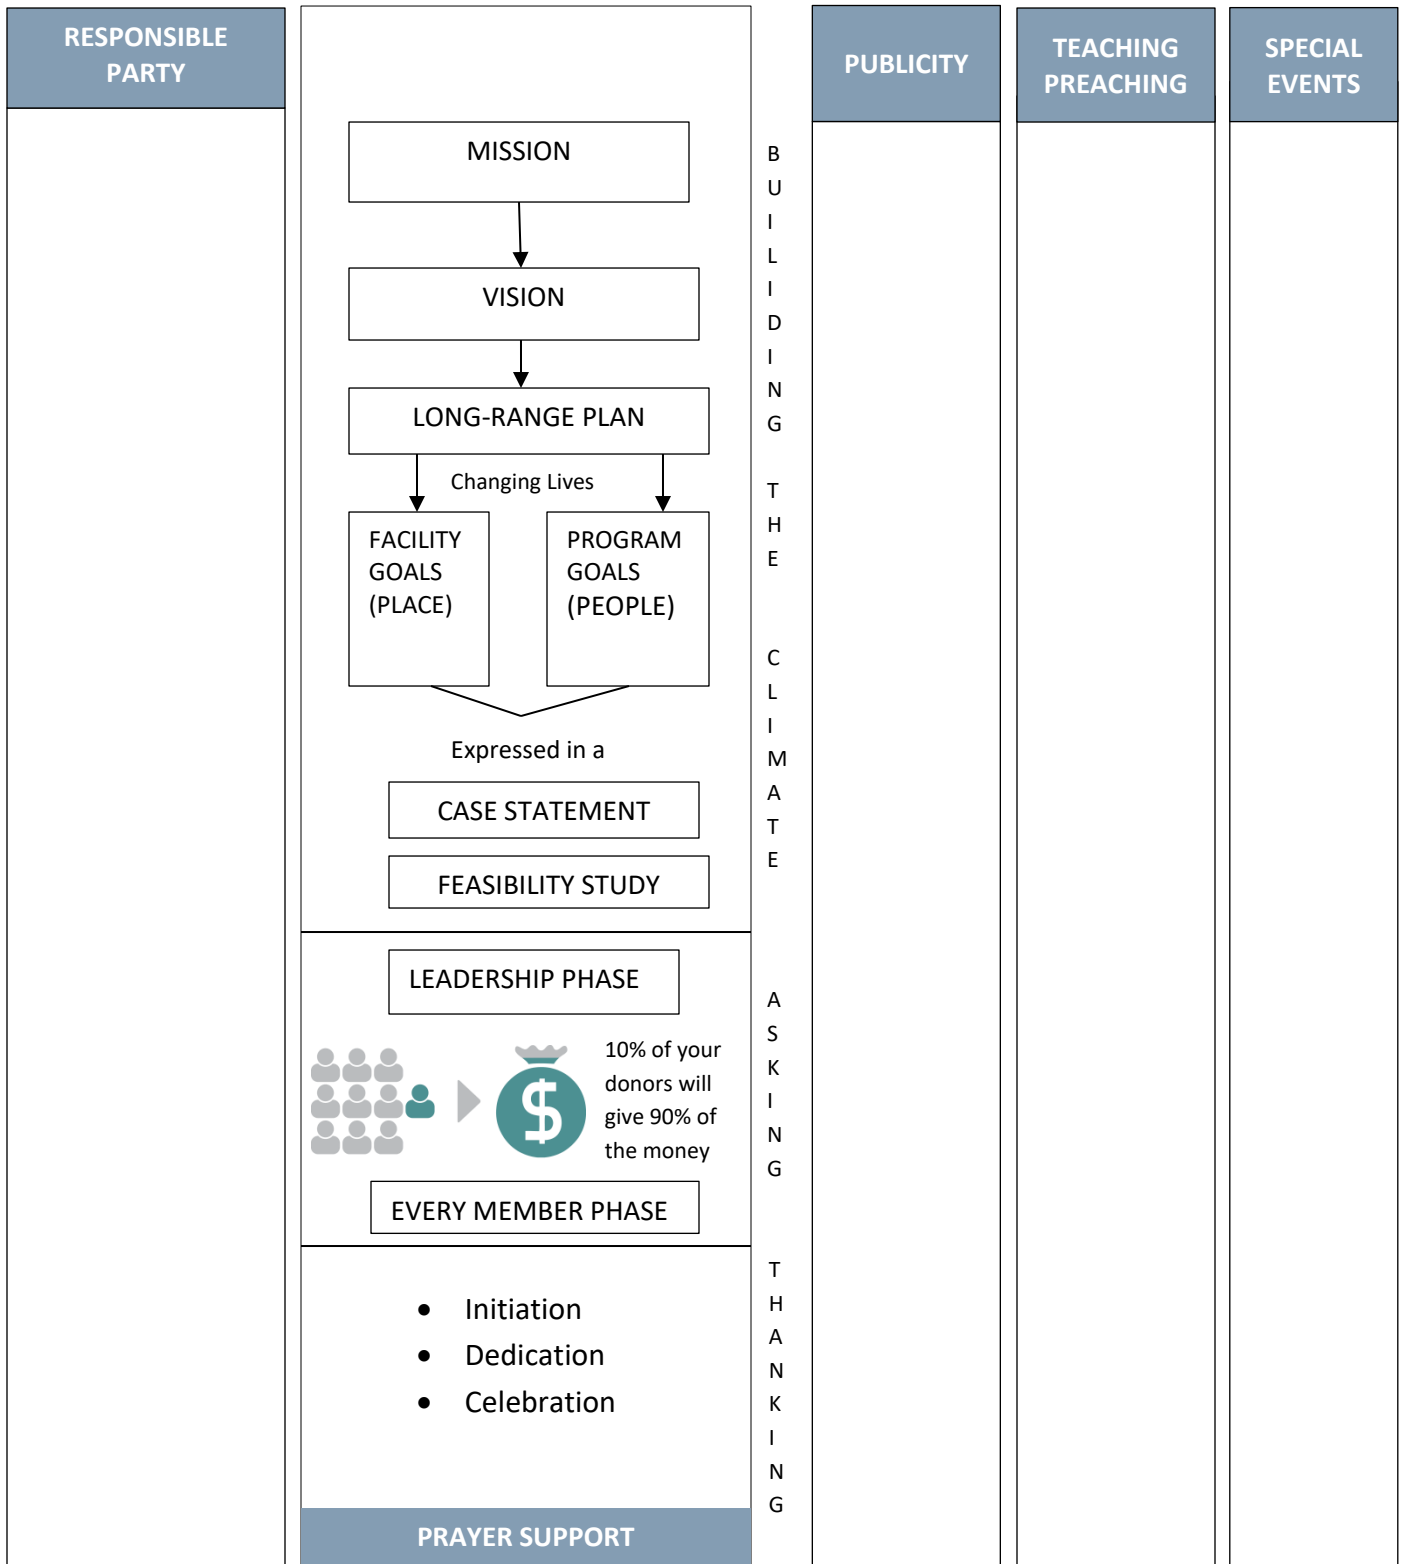 RESPONSIBLE
PARTY
MISSION
VISION
LONG-RANGE PLAN
Changing Lives
FACILITY
GOALS
(PLACE)
PROGRAM
GOALS
(PEOPLE)
Expressed in a
CASE STATEMENT
FEASIBILITY STUDY
LEADERSHIP PHASE
$
10% of your
donors will
give 90% of
the money
EVERY MEMBER PHASE
• Initiation
• Dedication
• Celebration
PRAYER SUPPORT
BUILIDING THE CLIMATE
ASKING
THANKING
PUBLICITY
TEACHING
PREACHING
SPECIAL
EVENTS